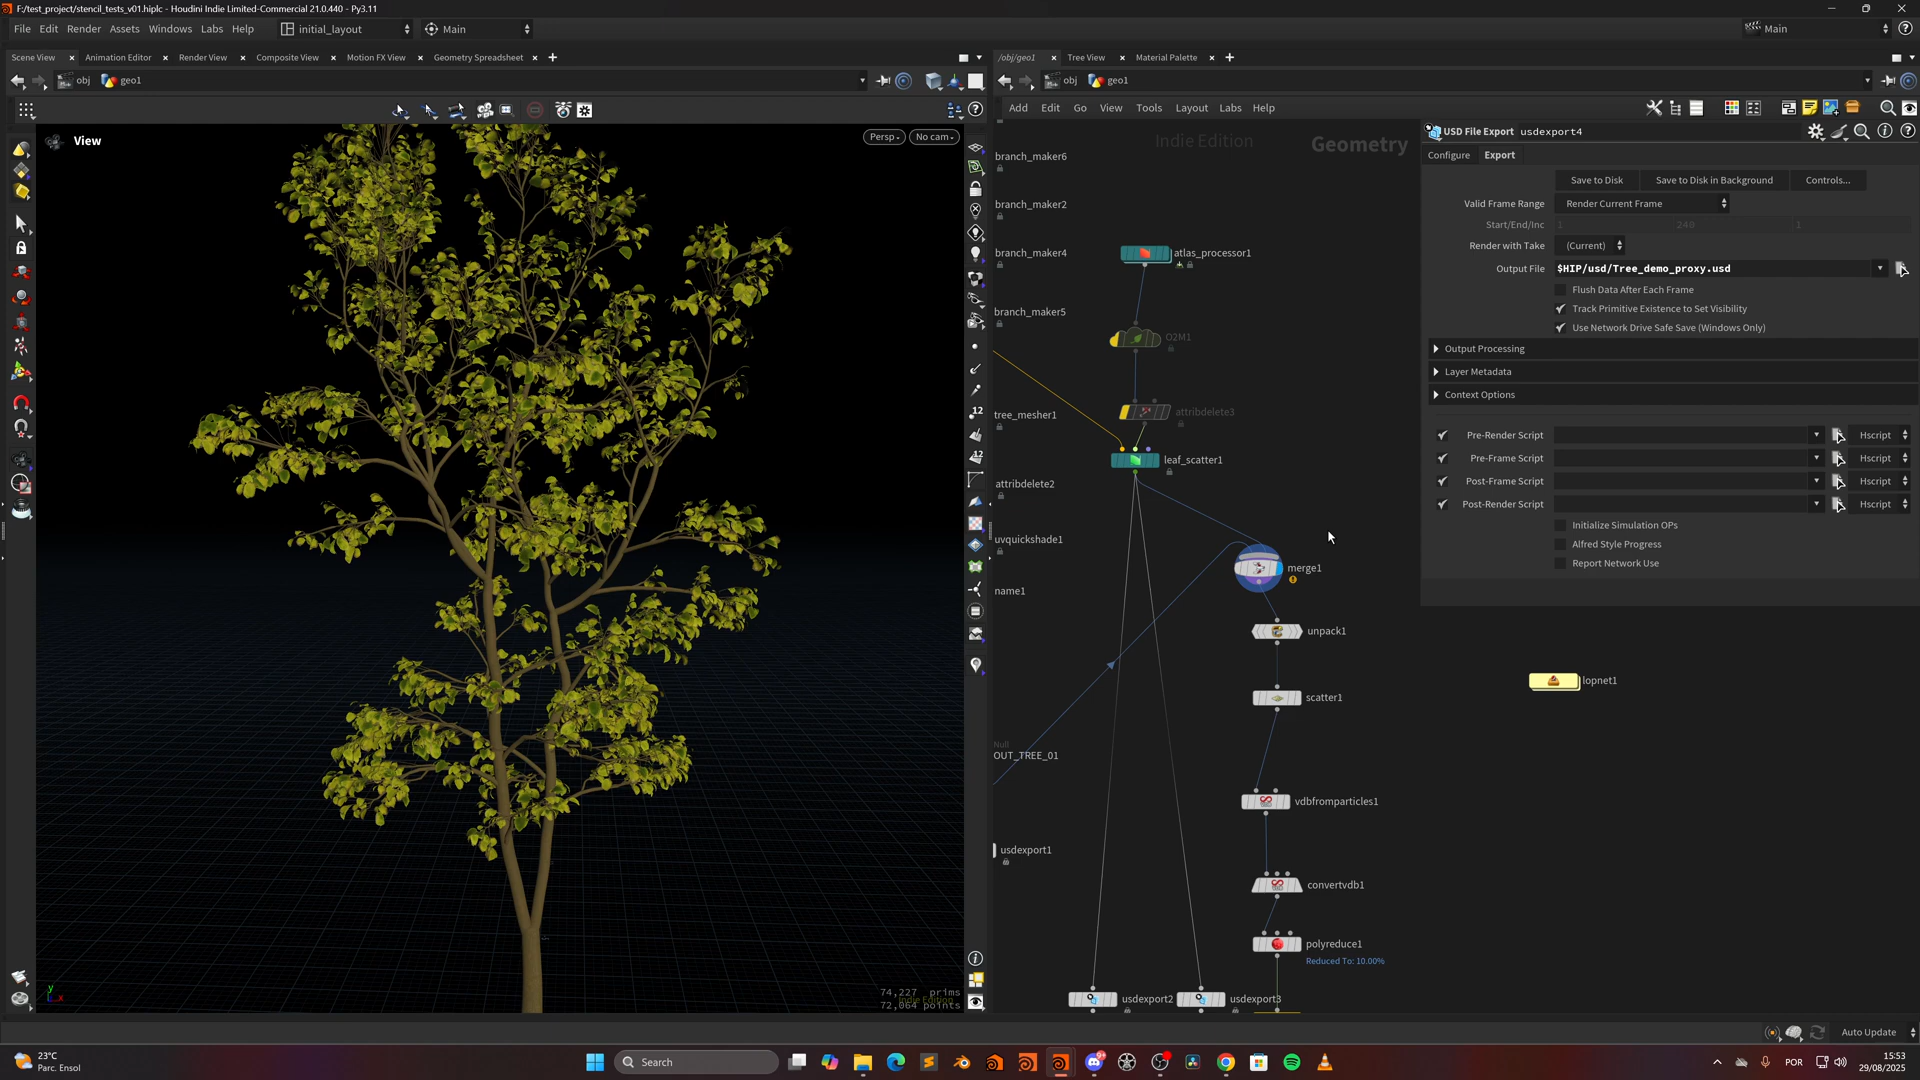 F:/test_project/stencil_tests_v01.hiplc - Houdini Indie Limited-Commercial 21.0.440 - Py3.11
File Edit Render Assets Windows Labs Help initial_layout Main Main
Scene View Animation Editor Render View Composite View Motion FX View Geometry Spreadsheet
obj geo1
View
Persp No cam
12
12
74,227 prims
72,064 points
Indie Edition
/obj/geo1 Tree View Material Palette
obj geo1
Add Edit Go View Tools Layout Labs Help
Indie Edition Geometry
branch_maker6
branch_maker2
branch_maker4
branch_maker5
tree_mesher1
attribdelete2
uvquickshade1
name1
Null
OUT_TREE_01
usdexport1
atlas_processor1
O2M1
attribdelete3
leaf_scatter1
merge1
unpack1
scatter1
vdbfromparticles1
convertvdb1
polyreduce1
Reduced To: 10.00%
usdexport2
usdexport3
lopnet1
USD File Export usdexport4
Configure Export
Save to Disk Save to Disk in Background Controls...
Valid Frame Range Render Current Frame
Start/End/Inc 1 240 1
Render with Take (Current)
Output File $HIP/usd/Tree_demo_proxy.usd
Flush Data After Each Frame
Track Primitive Existence to Set Visibility
Use Network Drive Safe Save (Windows Only)
Output Processing
Layer Metadata
Context Options
Pre-Render Script Hscript
Pre-Frame Script Hscript
Post-Frame Script Hscript
Post-Render Script Hscript
Initialize Simulation OPs
Alfred Style Progress
Report Network Use
Auto Update
23°C
Parc. Ensol
Search
POR
15:53
29/08/2025